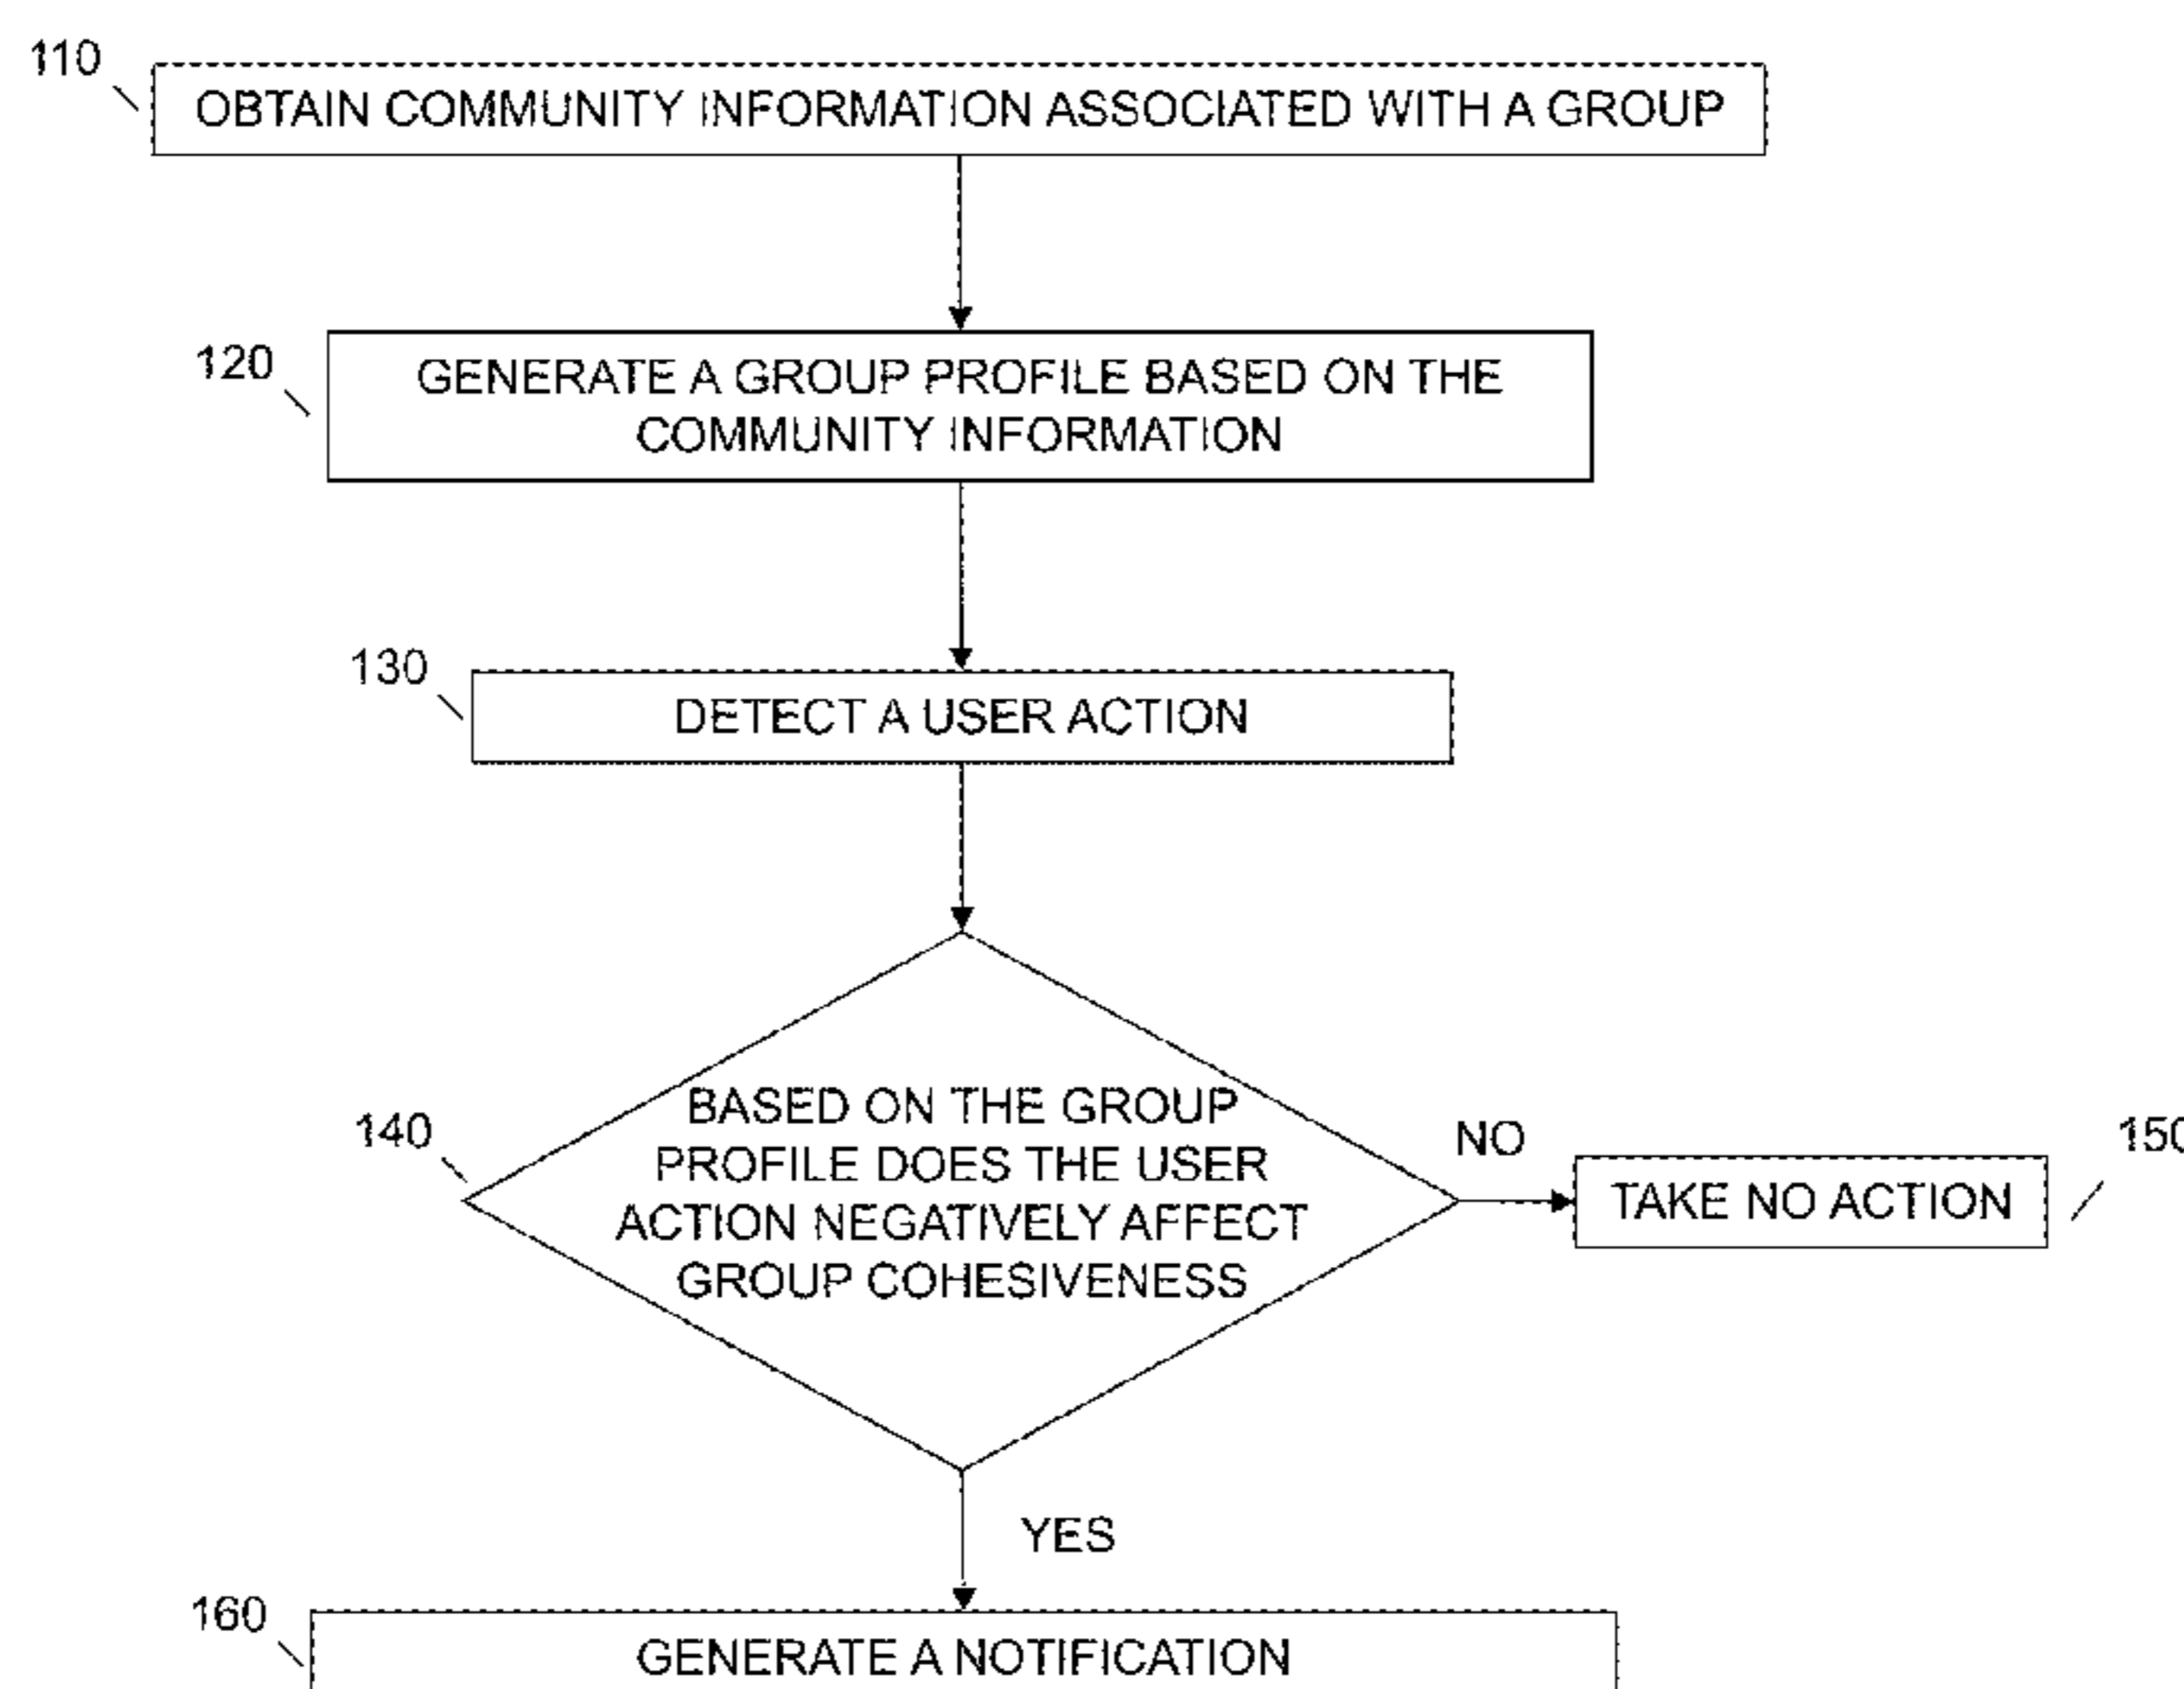 110
OBTAIN COMMUNITY INFORMATION ASSOCIATED WITH A GROUP
120
GENERATE A GROUP PROFILE BASED ON THE
COMMUNITY INFORMATION
130
DETECT A USER ACTION
140
BASED ON THE GROUP
PROFILE DOES THE USER
ACTION NEGATIVELY AFFECT
GROUP COHESIVENESS
NO
TAKE NO ACTION
150
YES
160
GENERATE A NOTIFICATION